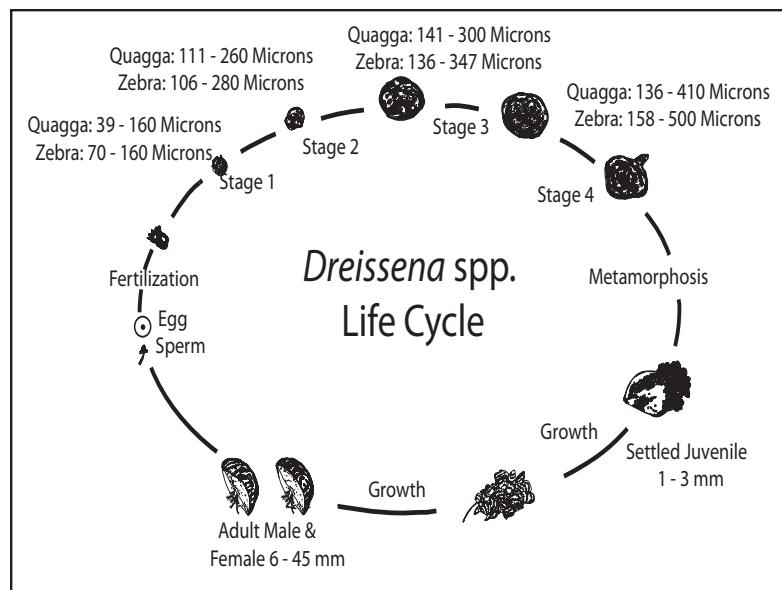 Quagga: 141 - 300 Microns
Zebra: 136 - 347 Microns
Quagga: 111 - 260 Microns
Zebra: 106 - 280 Microns
Quagga: 136 - 410 Microns
Zebra: 158 - 500 Microns
Quagga: 39 - 160 Microns
Zebra: 70 - 160 Microns
Stage 3
Stage 2
Stage 1
Stage 4
Dreissena spp.
Life Cycle
Fertilization
Metamorphosis
Egg
Sperm
Growth
Settled Juvenile
1 - 3 mm
Growth
Adult Male &
Female 6 - 45 mm